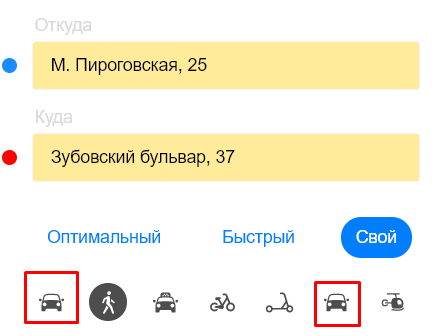 Откуда
М. Пироговская, 25
Куда
Зубовский бульвар, 37
Оптимальный Быстрый Свой